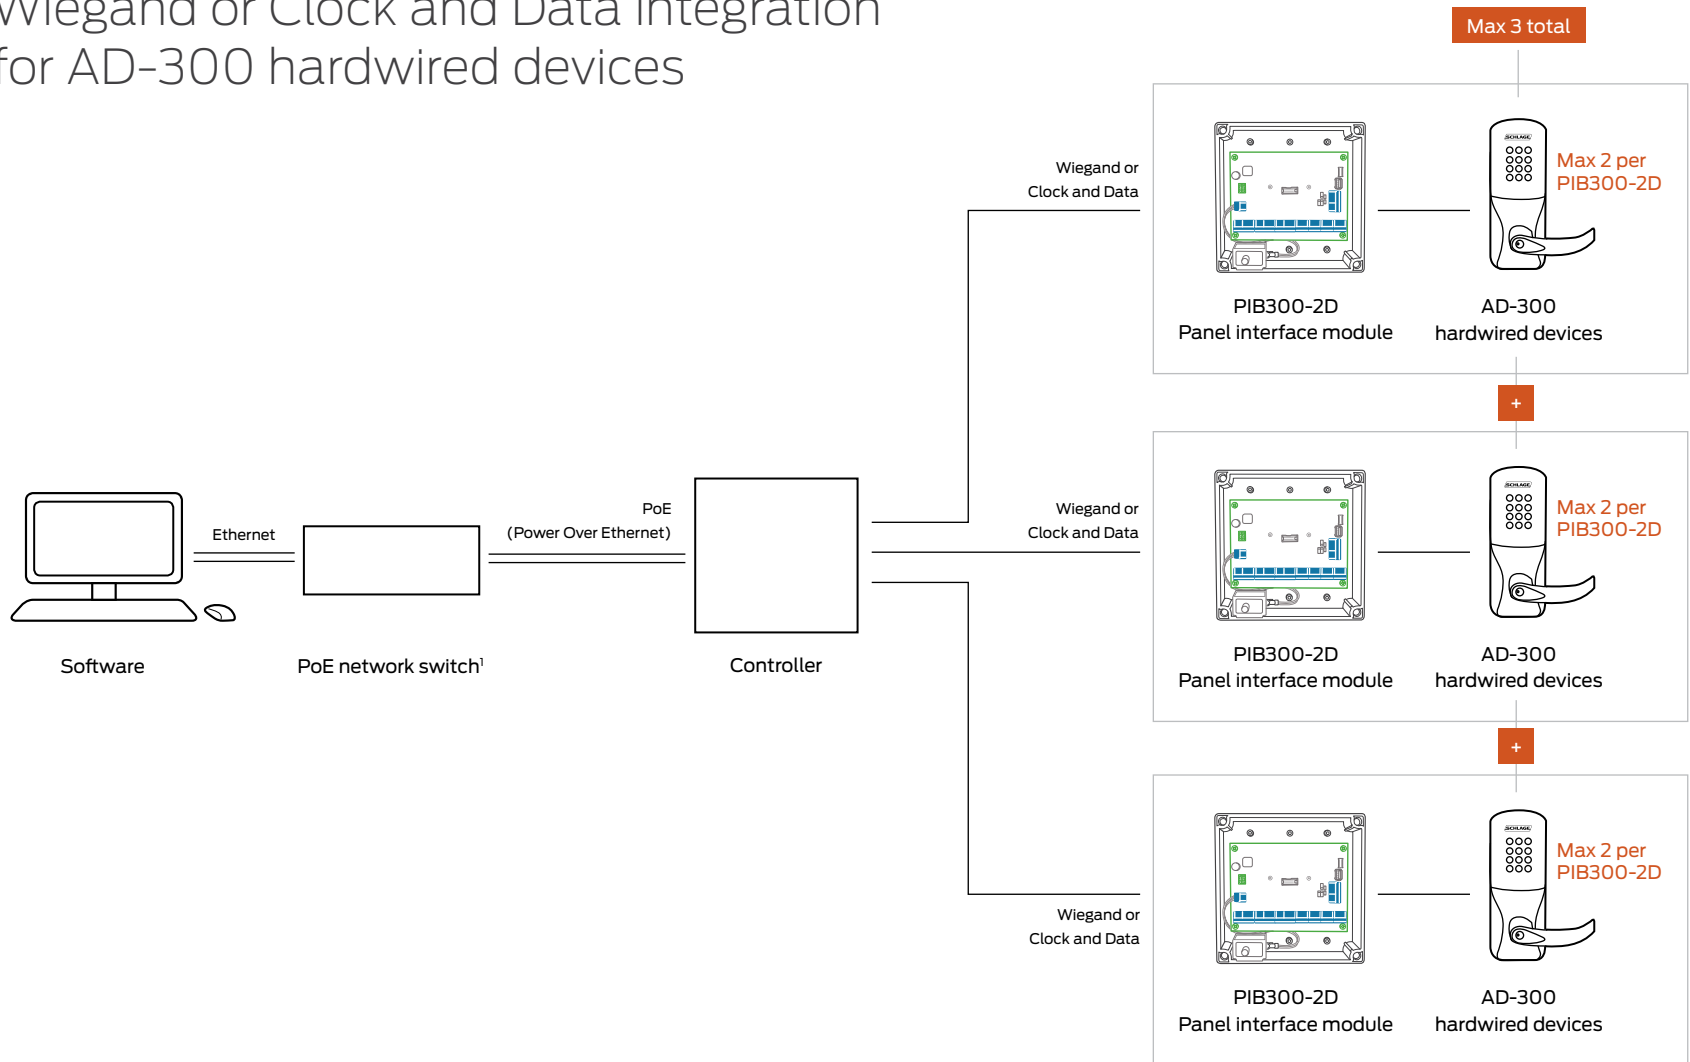 Wiegand or Clock and Data integration
for AD-300 hardwired devices
Max 3 total
Wiegand or
Clock and Data
SCHLAGE
Max 2 per
PIB300-2D
PIB300-2D
Panel interface module
AD-300
hardwired devices
+
Wiegand or
Clock and Data
SCHLAGE
Max 2 per
PIB300-2D
PIB300-2D
Panel interface module
AD-300
hardwired devices
Ethernet
PoE
(Power Over Ethernet)
Software
PoE network switch¹
Controller
+
Wiegand or
Clock and Data
SCHLAGE
Max 2 per
PIB300-2D
PIB300-2D
Panel interface module
AD-300
hardwired devices